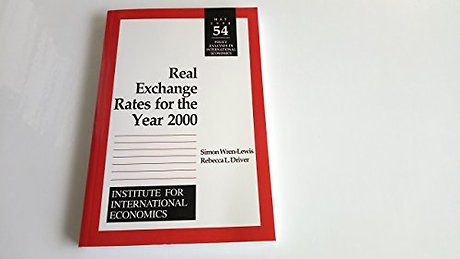 MAY
1998
54
POLICY
ANALYSES IN
INTERNATIONAL
ECONOMICS
Real
Exchange
Rates for the
Year 2000
Simon Wren-Lewis
Rebecca L. Driver
INSTITUTE FOR
INTERNATIONAL
ECONOMICS